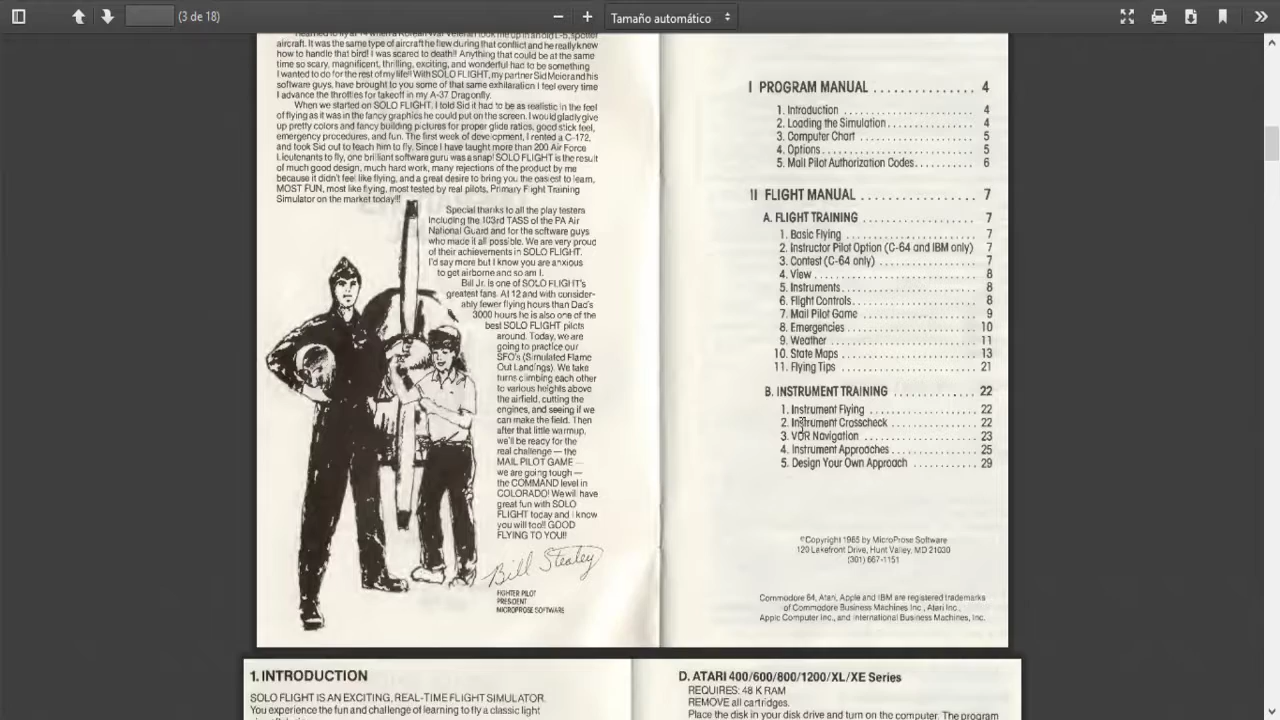 (3 de 18)
Tamaño automático
I learned to fly at 14 when a Korean War Veteran took me up in an old L-5, spotter
aircraft. It was the same type of aircraft he flew during that conflict and he really knew
how to handle that bird! I was scared to death!! Anything that could be at the same
time so scary, magnificent, thrilling, exciting, and wonderful had to be something
I wanted to do for the rest of my life!! With SOLO FLIGHT, my partner Sid Meier and his
software guys, have brought to you some of that same exhilaration I feel every time
I advance the throttles for takeoff in my A-37 Dragonfly.
When we started on SOLO FLIGHT, I told Sid it had to be as realistic in the feel
of flying as it was in the fancy graphics he could put on the screen. I would gladly give
up pretty colors and fancy building pictures for proper glide ratios, good stick feel,
emergency procedures, and fun. The first week of development, I rented a C-172,
and took Sid out to teach him to fly. Since I have taught more than 200 Air Force
Lieutenants to fly, one brilliant software guru was a snap! SOLO FLIGHT is the result
of much good design, much hard work, many rejections of the product by me
because it didn't feel like flying, and a great desire to bring you the easiest to learn,
MOST FUN, most like flying, most tested by real pilots, Primary Flight Training
Simulator on the market today!!!
Special thanks to all the play testers
including the 103rd TASS of the PA Air
National Guard and for the software guys
who made it all possible. We are very proud
of their achievements in SOLO FLIGHT.
I'd say more but I know you are anxious
to get airborne and so am I.
Bill Jr. is one of SOLO FLIGHT's
greatest fans. At 12 and with consider-
ably fewer flying hours than Dad's
3000 hours he is also one of the
best SOLO FLIGHT pilots
around. Today, we are
going to practice our
SFO's (Simulated Flame
Out Landings). We take
turns climbing each other
to various heights above
the airfield, cutting the
engines, and seeing if we
can make the field. Then
after that little warmup,
we'll be ready for the
real challenge — the
MAIL PILOT GAME —
we are going tough —
the COMMAND level in
COLORADO! We will have
great fun with SOLO
FLIGHT today and I know
you will too!! GOOD
FLYING TO YOU!!
Bill Stealey
FIGHTER PILOT
PRESIDENT
MICROPROSE SOFTWARE
I PROGRAM MANUAL . . . . . . . . . . . . . . . 4
1. Introduction . . . . . . . . . . . . . . . . . . 4
2. Loading the Simulation . . . . . . . . . . . 4
3. Computer Chart . . . . . . . . . . . . . . . 5
4. Options . . . . . . . . . . . . . . . . . . . . 5
5. Mail Pilot Authorization Codes . . . . . . 6
II FLIGHT MANUAL . . . . . . . . . . . . . . . . 7
A. FLIGHT TRAINING . . . . . . . . . . . . . . 7
1. Basic Flying . . . . . . . . . . . . . . . . . 7
2. Instructor Pilot Option (C-64 and IBM only) 7
3. Contest (C-64 only) . . . . . . . . . . . . . 7
4. View . . . . . . . . . . . . . . . . . . . . . 8
5. Instruments . . . . . . . . . . . . . . . . . 8
6. Flight Controls . . . . . . . . . . . . . . . . 8
7. Mail Pilot Game . . . . . . . . . . . . . . . 9
8. Emergencies . . . . . . . . . . . . . . . . 10
9. Weather . . . . . . . . . . . . . . . . . . . 11
10. State Maps . . . . . . . . . . . . . . . . . 13
11. Flying Tips . . . . . . . . . . . . . . . . . 21
B. INSTRUMENT TRAINING . . . . . . . . . . 22
1. Instrument Flying . . . . . . . . . . . . . . 22
2. Instrument Crosscheck . . . . . . . . . . . 22
3. VOR Navigation . . . . . . . . . . . . . . . 23
4. Instrument Approaches . . . . . . . . . . . 25
5. Design Your Own Approach . . . . . . . . 29
©Copyright 1985 by MicroProse Software
120 Lakefront Drive, Hunt Valley, MD 21030
(301) 667-1151
Commodore 64, Atari, Apple and IBM are registered trademarks
of Commodore Business Machines Inc., Atari Inc.,
Apple Computer Inc., and International Business Machines, Inc.
1. INTRODUCTION
SOLO FLIGHT IS AN EXCITING, REAL-TIME FLIGHT SIMULATOR.
You experience the fun and challenge of learning to fly a classic light
D. ATARI 400/600/800/1200/XL/XE Series
REQUIRES: 48 K RAM
REMOVE all cartridges.
Place the disk in your disk drive and turn on the computer. The program